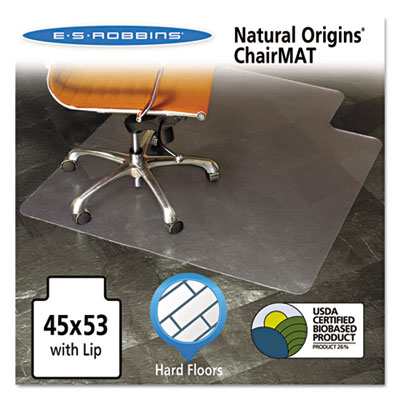 E·S·ROBBINS®
Natural Origins®
ChairMAT
45x53
with Lip
Hard Floors
USDA
CERTIFIED
BIOBASED
PRODUCT
PRODUCT 26%